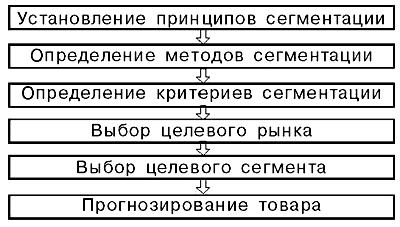 Установление принципов сегментации
Определение методов сегментации
Определение критериев сегментации
Выбор целевого рынка
Выбор целевого сегмента
Прогнозирование товара